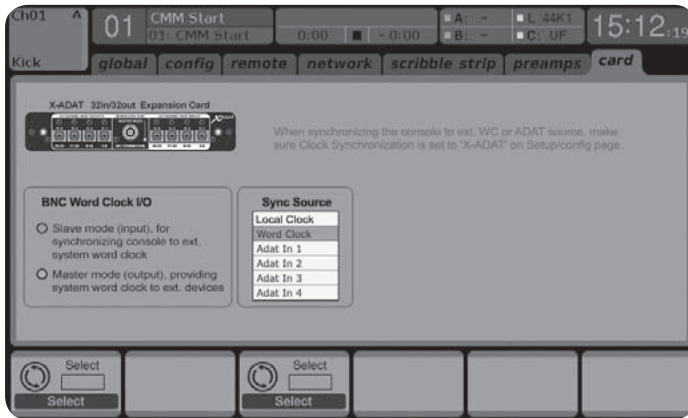 Ch01 ^
01 CMM Start
01: CMM Start
0:00 - 0:00
A: - L 44K1
B: - C: UF
15:12:19
Kick
global config remote network scribble strip preamps card
X-ADAT 32in/32out Expansion Card
When synchronizing the console to ext. WC or ADAT source, make
sure Clock Synchronization is set to 'X-ADAT' on Setup/config page.
BNC Word Clock I/O
Slave mode (input), for
synchronizing console to ext.
system word clock
Master mode (output), providing
system word clock to ext. devices
Sync Source
Local Clock
Word Clock
Adat In 1
Adat In 2
Adat In 3
Adat In 4
Select
Select
Select
Select